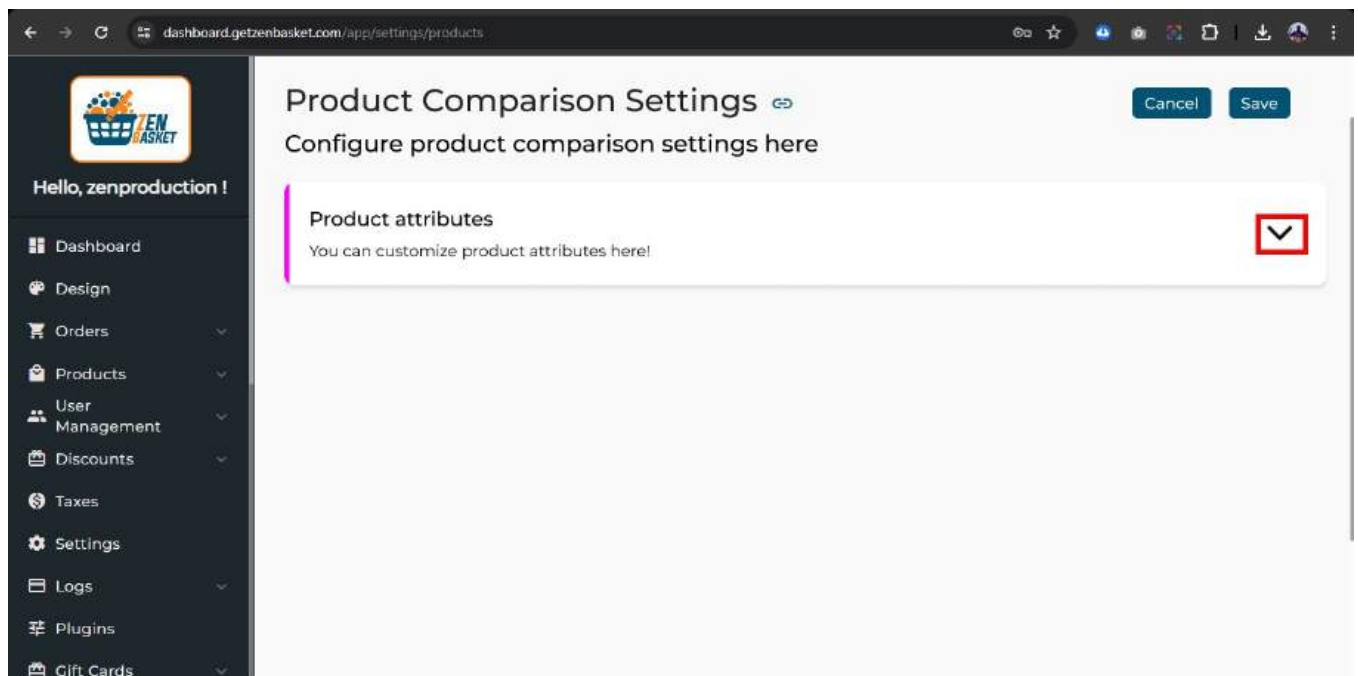 dashboard.getzenbasket.com/app/settings/products
ZEN
BASKET
Hello, zenproduction !
Dashboard
Design
Orders
Products
User
Management
Discounts
Taxes
Settings
Logs
Plugins
Gift Cards
Product Comparison Settings
Cancel
Save
Configure product comparison settings here
Product attributes
You can customize product attributes here!